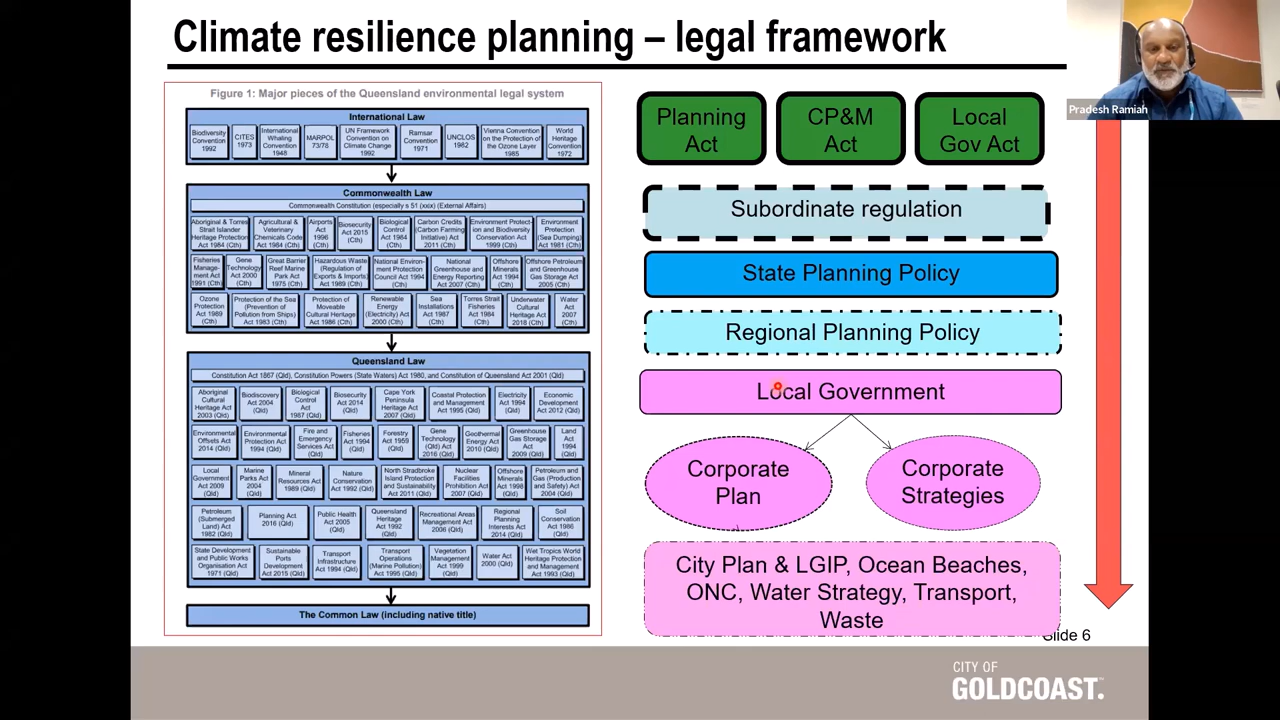 Climate resilience planning – legal framework
Pradesh Ramiah
Figure 1: Major pieces of the Queensland environmental legal system
International Law
Biodiversity
Convention
1992
CITES
1973
International
Whaling
Convention
1948
MARPOL
73/78
UN Framework
Convention on
Climate Change
1992
Ramsar
Convention
1971
UNCLOS
1982
Vienna Convention
on the Protection of
the Ozone Layer
1985
World
Heritage
Convention
1972
Commonwealth Law
Commonwealth Constitution (especially s 51 (xxix) (External Affairs)
Aboriginal & Torres
Strait Islander
Heritage Protection
Act 1984 (Cth)
Agricultural &
Veterinary
Chemicals Code
Act 1984 (Cth)
Airports
Act
1996
(Cth)
Biosecurity
Act 2015
(Cth)
Biological
Control
Act 1984
(Cth)
Carbon Credits
(Carbon Farming
Initiative) Act
2011 (Cth)
Environment Protect-
ion and Biodiversity
Conservation Act
1999 (Cth)
Environment
Protection
(Sea Dumping)
Act 1981 (Cth)
Fisheries
Manage-
ment Act
1991 (Cth)
Gene
Technology
Act 2000
(Cth)
Great Barrier
Reef Marine
Park Act
1975 (Cth)
Hazardous Waste
(Regulation of
Exports & Imports)
Act 1989 (Cth)
National Environ-
ment Protection
Council Act 1994
(Cth)
National
Greenhouse and
Energy Reporting
Act 2007 (Cth)
Offshore
Minerals
Act 1994
(Cth)
Offshore Petroleum
and Greenhouse
Gas Storage Act
2005 (Cth)
Ozone
Protection
Act 1989
(Cth)
Protection of the Sea
(Prevention of
Pollution from Ships)
Act 1983 (Cth)
Protection of
Moveable
Cultural Heritage
Act 1986 (Cth)
Renewable
Energy
(Electricity) Act
2000 (Cth)
Sea
Installations
Act 1987
(Cth)
Torres Strait
Fisheries
Act 1984
(Cth)
Underwater
Cultural Heritage
Act 2018 (Cth)
Water
Act
2007
(Cth)
Queensland Law
Constitution Act 1867 (Qld), Constitution Powers (State Waters) Act 1980, and Constitution of Queensland Act 2001 (Qld)
Aboriginal
Cultural
Heritage Act
2003 (Qld)
Biodiscovery
Act 2004
(Qld)
Biological
Control
Act
1987 (Qld)
Biosecurity
Act 2014
(Qld)
Cape York
Peninsula
Heritage Act
2007 (Qld)
Coastal Protection
and Management
Act 1995 (Qld)
Electricity
Act 1994
(Qld)
Economic
Development
Act 2012 (Qld)
Environmental
Offsets Act
2014 (Qld)
Environmental
Protection Act
1994 (Qld)
Fire and
Emergency
Services Act
(Qld)
Fisheries
Act 1994
(Qld)
Forestry
Act 1959
(Qld)
Gene
Technology
(Qld) Act
2016 (Qld)
Geothermal
Energy Act
2010 (Qld)
Greenhouse
Gas Storage
Act
2009 (Qld)
Land
Act
1994
(Qld)
Local
Government
Act 2009
(Qld)
Marine
Parks Act
2004
(Qld)
Mineral
Resources Act
1989 (Qld)
Nature
Conservation
Act 1992 (Qld)
North Stradbroke
Island Protection
and Sustainability
Act 2011 (Qld)
Nuclear
Facilities
Prohibition Act
2007 (Qld)
Offshore
Minerals
Act 1998
(Qld)
Petroleum and
Gas (Production
and Safety) Act
2004 (Qld)
Petroleum
(Submerged
Land) Act
1982 (Qld)
Planning Act
2016 (Qld)
Public Health
Act 2005
(Qld)
Queensland
Heritage Act
1992
(Qld)
Recreational Areas
Management Act
2006 (Qld)
Regional
Planning
Interests Act
2014 (Qld)
Soil
Conservation
Act 1986
(Qld)
State Development
and Public Works
Organisation Act
1971 (Qld)
Sustainable
Ports
Development
Act 2015 (Qld)
Transport
Infrastructure
Act 1994 (Qld)
Transport
Operations
(Marine Pollution)
Act 1995 (Qld)
Vegetation
Management
Act 1999
(Qld)
Water Act
2000 (Qld)
Wet Tropics World
Heritage Protection
and Management
Act 1993 (Qld)
The Common Law (including native title)
Planning
Act
CP&M
Act
Local
Gov Act
Subordinate regulation
State Planning Policy
Regional Planning Policy
Local Government
Corporate
Plan
Corporate
Strategies
City Plan & LGIP, Ocean Beaches,
ONC, Water Strategy, Transport,
Waste
Slide 6
CITY OF
GOLDCOAST.